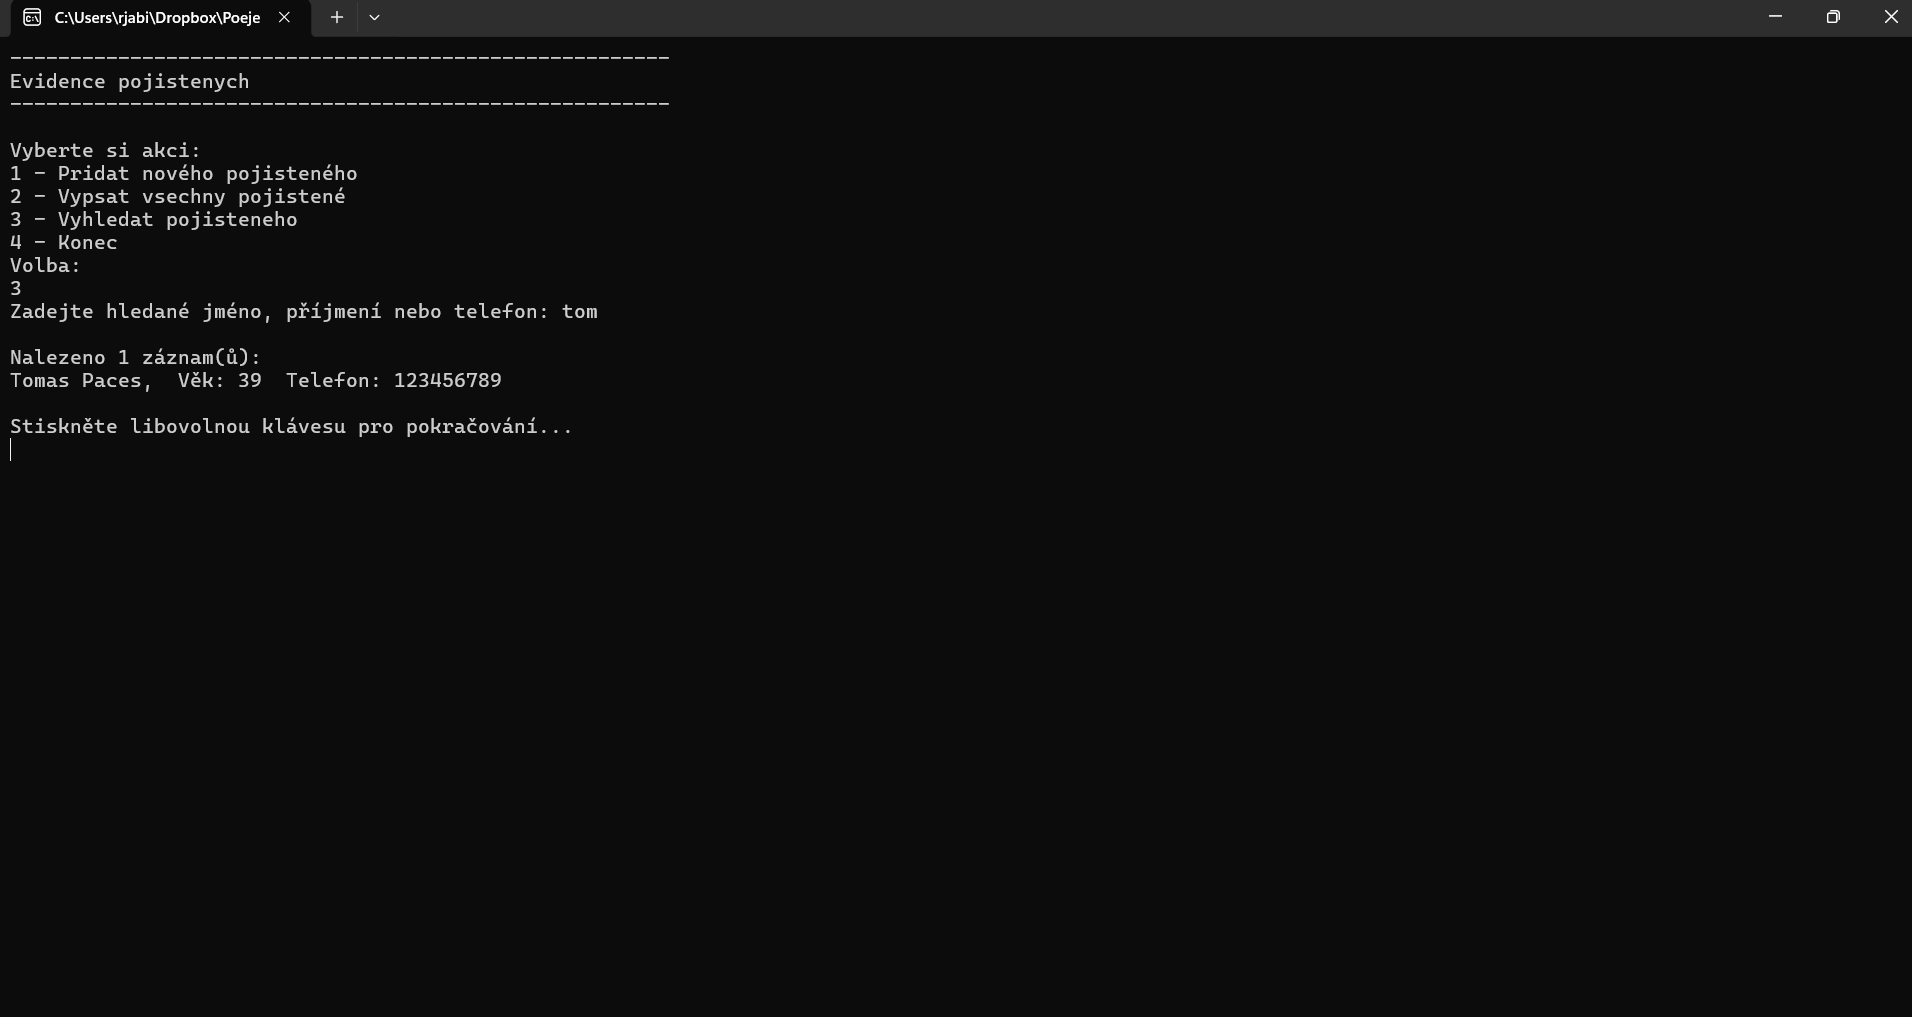 C:\Users\rjabi\Dropbox\Poeje
-------------------------------------------------------
Evidence pojistenych
-------------------------------------------------------
Vyberte si akci:
1 - Pridat nového pojisteného
2 - Vypsat vsechny pojistené
3 - Vyhledat pojisteneho
4 - Konec
Volba:
3
Zadejte hledané jméno, příjmení nebo telefon: tom
Nalezeno 1 záznam(ů):
Tomas Paces,  Věk: 39  Telefon: 123456789
Stiskněte libovolnou klávesu pro pokračování...